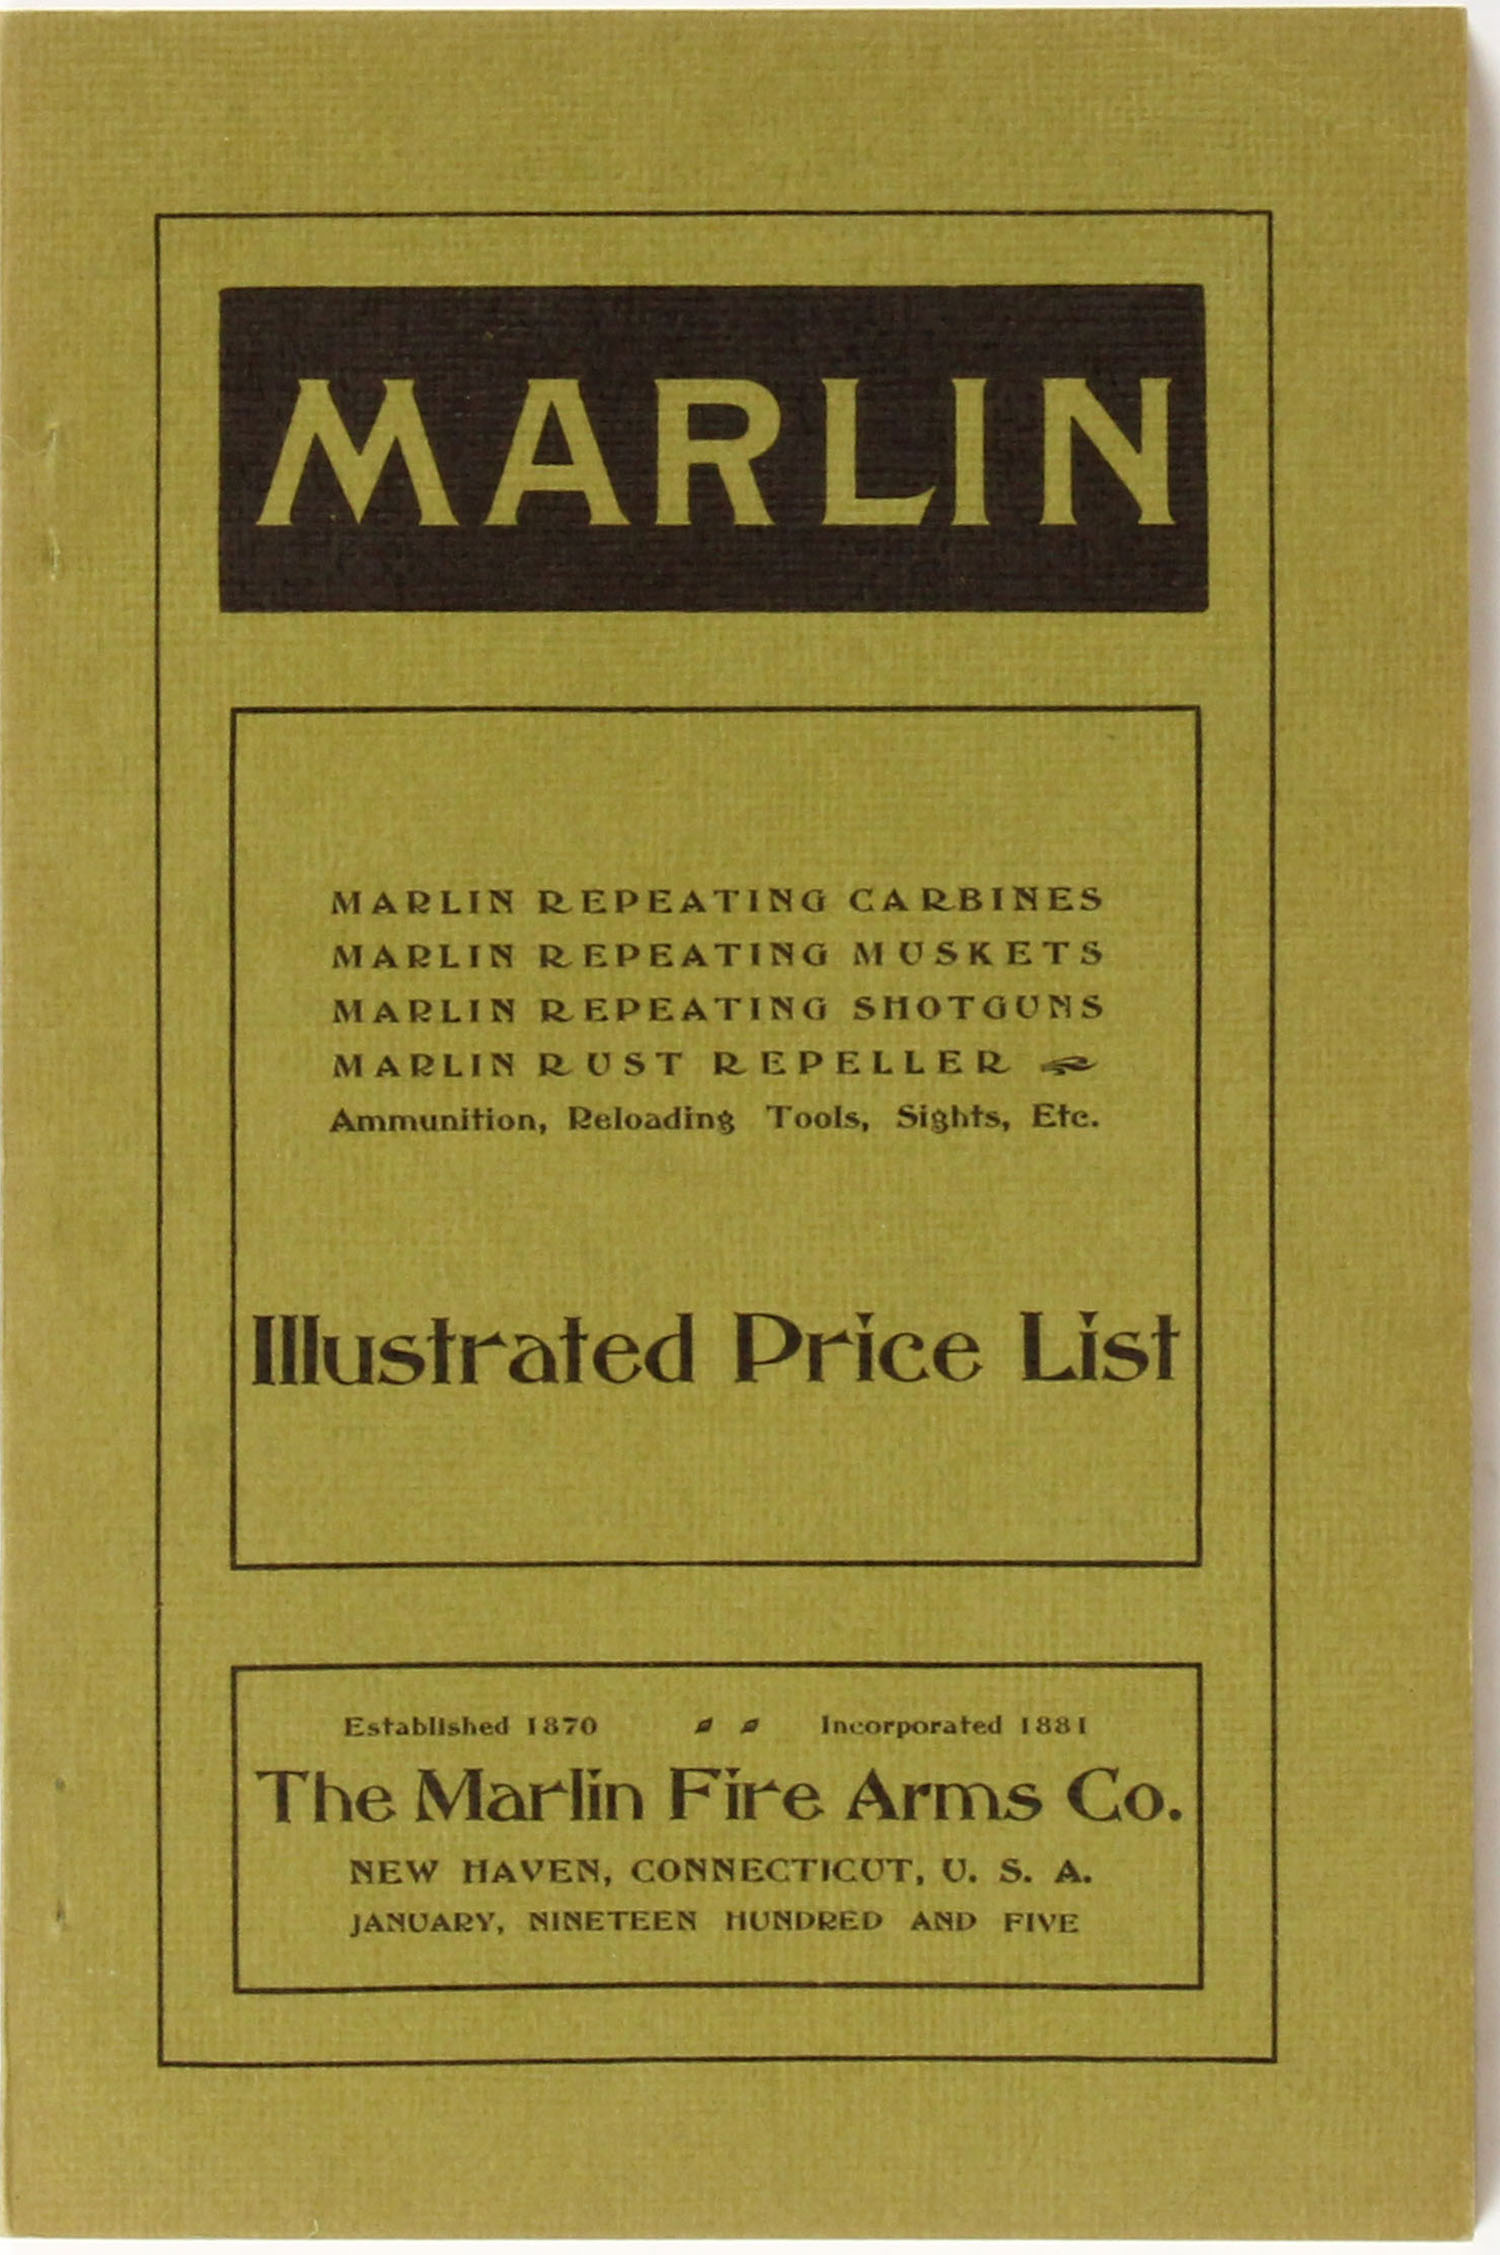 MARLIN
MARLIN REPEATING CARBINES
MARLIN REPEATING MUSKETS
MARLIN REPEATING SHOTGUNS
MARLIN RUST REPELLER
Ammunition, Reloading Tools, Sights, Etc.
Illustrated Price List
Established 1870 Incorporated 1881
The Marlin Fire Arms Co.
NEW HAVEN, CONNECTICUT, U. S. A.
JANUARY, NINETEEN HUNDRED AND FIVE